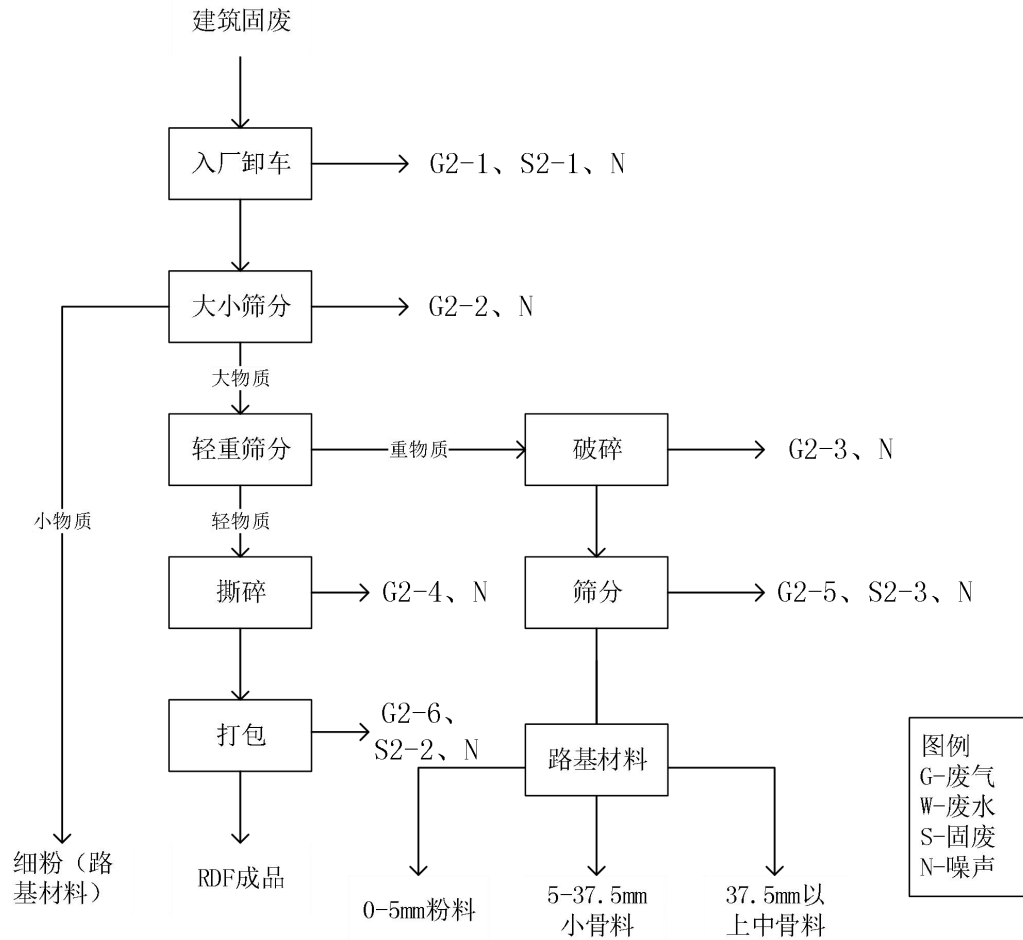 建筑固废
入厂卸车
G2-1、S2-1、N
大小筛分
G2-2、N
大物质
轻重筛分
重物质
破碎
G2-3、N
小物质
轻物质
撕碎
G2-4、N
筛分
G2-5、S2-3、N
打包
G2-6、
S2-2、N
路基材料
图例
G-废气
W-废水
S-固废
N-噪声
细粉（路
基材料）
RDF成品
0-5mm粉料
5-37.5mm
小骨料
37.5mm以
上中骨料